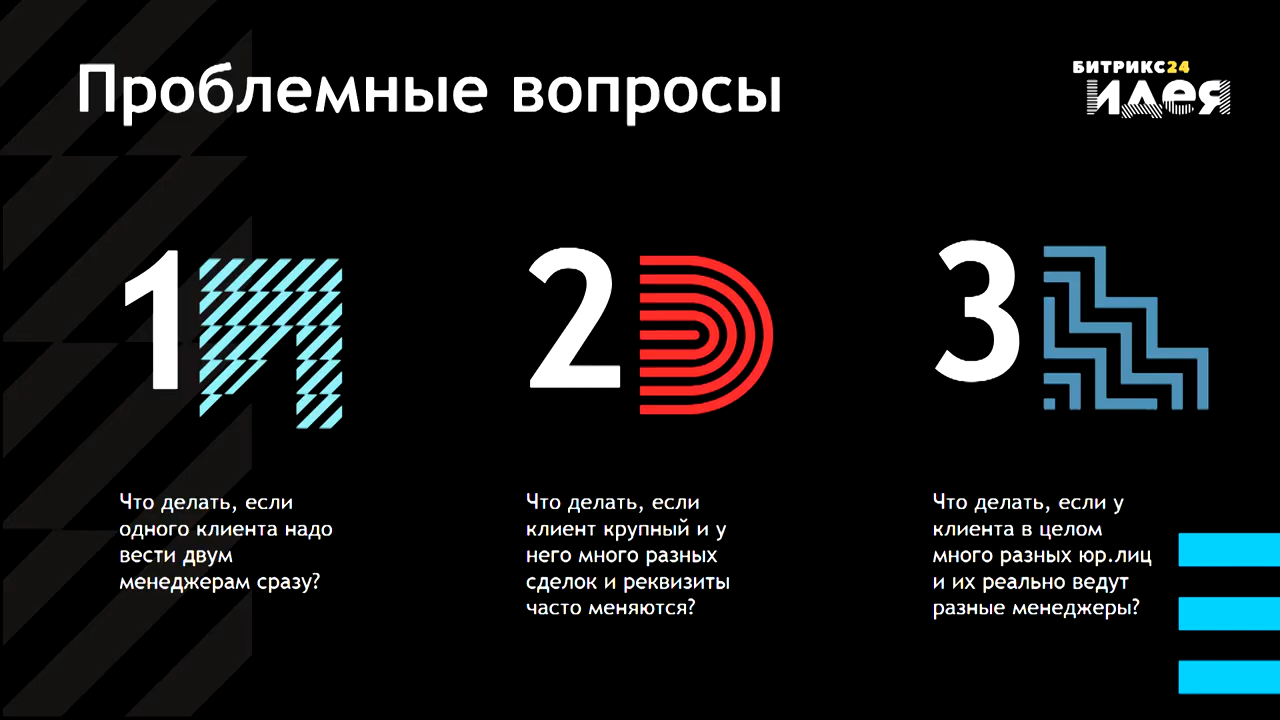 Проблемные вопросы
БИТРИКС24
идея
1
Что делать, если
одного клиента надо
вести двум
менеджерам сразу?
2
Что делать, если
клиент крупный и у
него много разных
сделок и реквизиты
часто меняются?
3
Что делать, если у
клиента в целом
много разных юр.лиц
и их реально ведут
разные менеджеры?